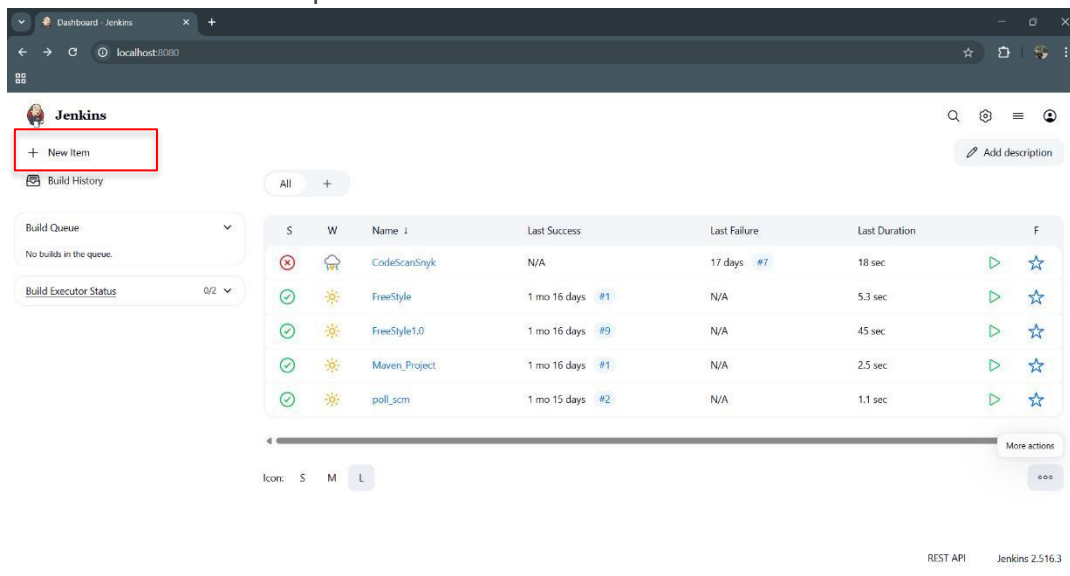 Dashboard - Jenkins
localhost:8080
Jenkins
New Item
Add description
Build History
All +
Build Queue
No builds in the queue.
Build Executor Status 0/2
S W Name ↓ Last Success Last Failure Last Duration F
CodeScanSnyk N/A 17 days #7 18 sec
FreeStyle 1 mo 16 days #1 N/A 5.3 sec
FreeStyle1.0 1 mo 16 days #9 N/A 45 sec
Maven_Project 1 mo 16 days #1 N/A 2.5 sec
poll_scm 1 mo 15 days #2 N/A 1.1 sec
More actions
Icon: S M L
REST API Jenkins 2.516.3